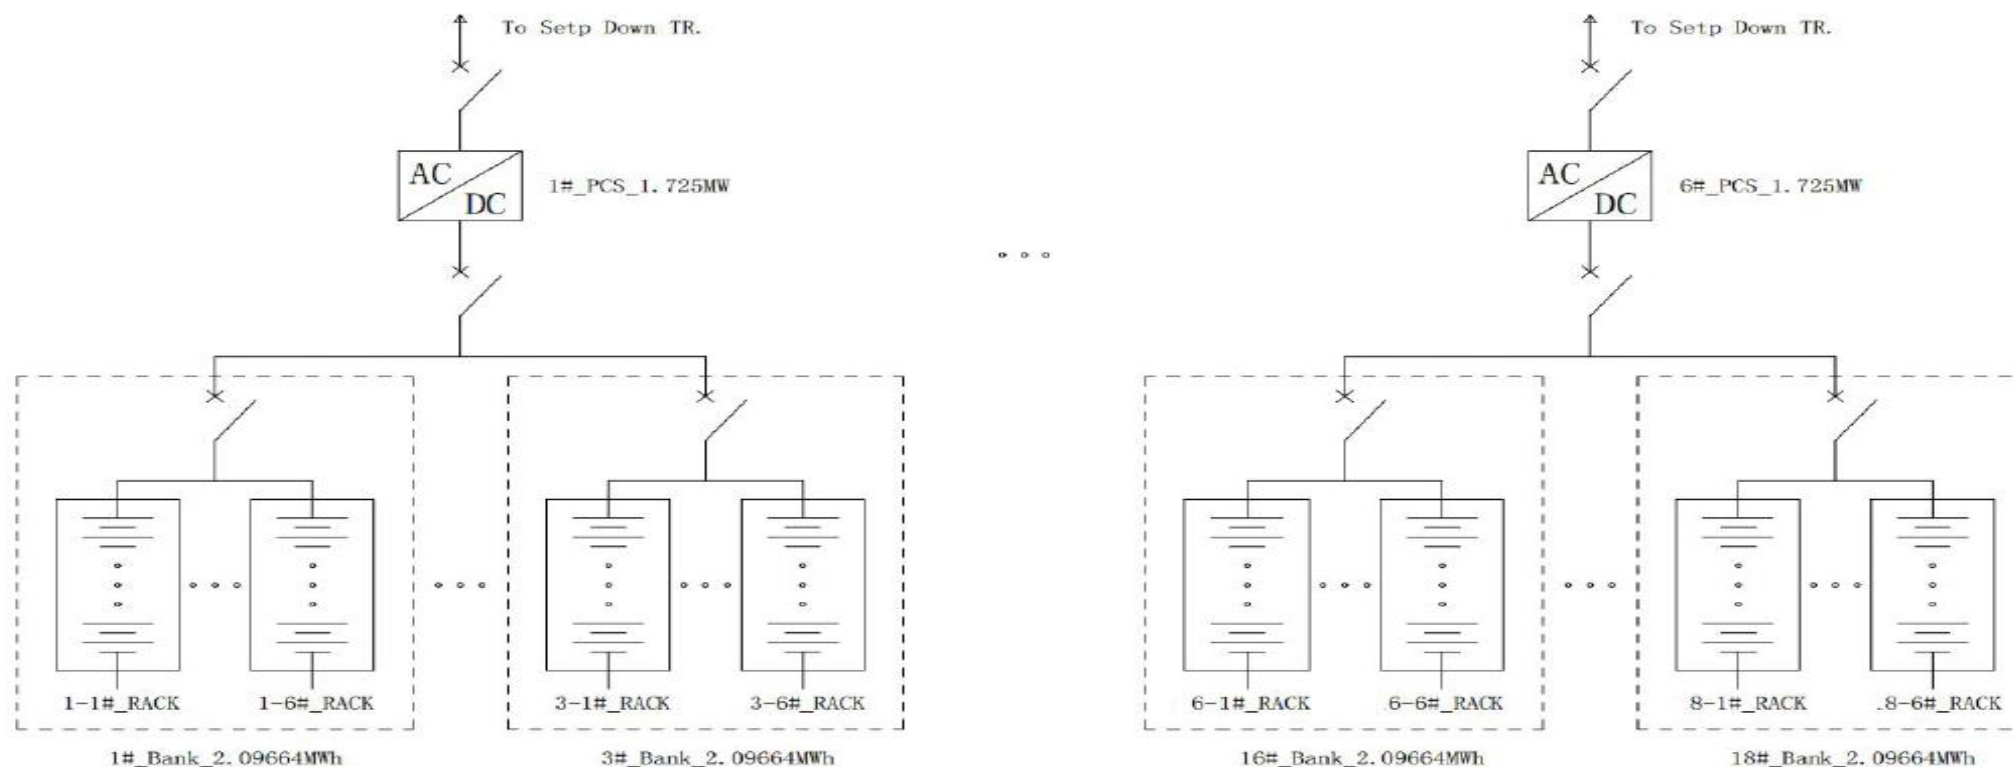 To Setp Down TR.
To Setp Down TR.
AC
DC
1#_PCS_1.725MW
AC
DC
6#_PCS_1.725MW
1-1#_RACK
1-6#_RACK
3-1#_RACK
3-6#_RACK
6-1#_RACK
6-6#_RACK
8-1#_RACK
8-6#_RACK
1#_Bank_2.09664MWh
3#_Bank_2.09664MWh
16#_Bank_2.09664MWh
18#_Bank_2.09664MWh